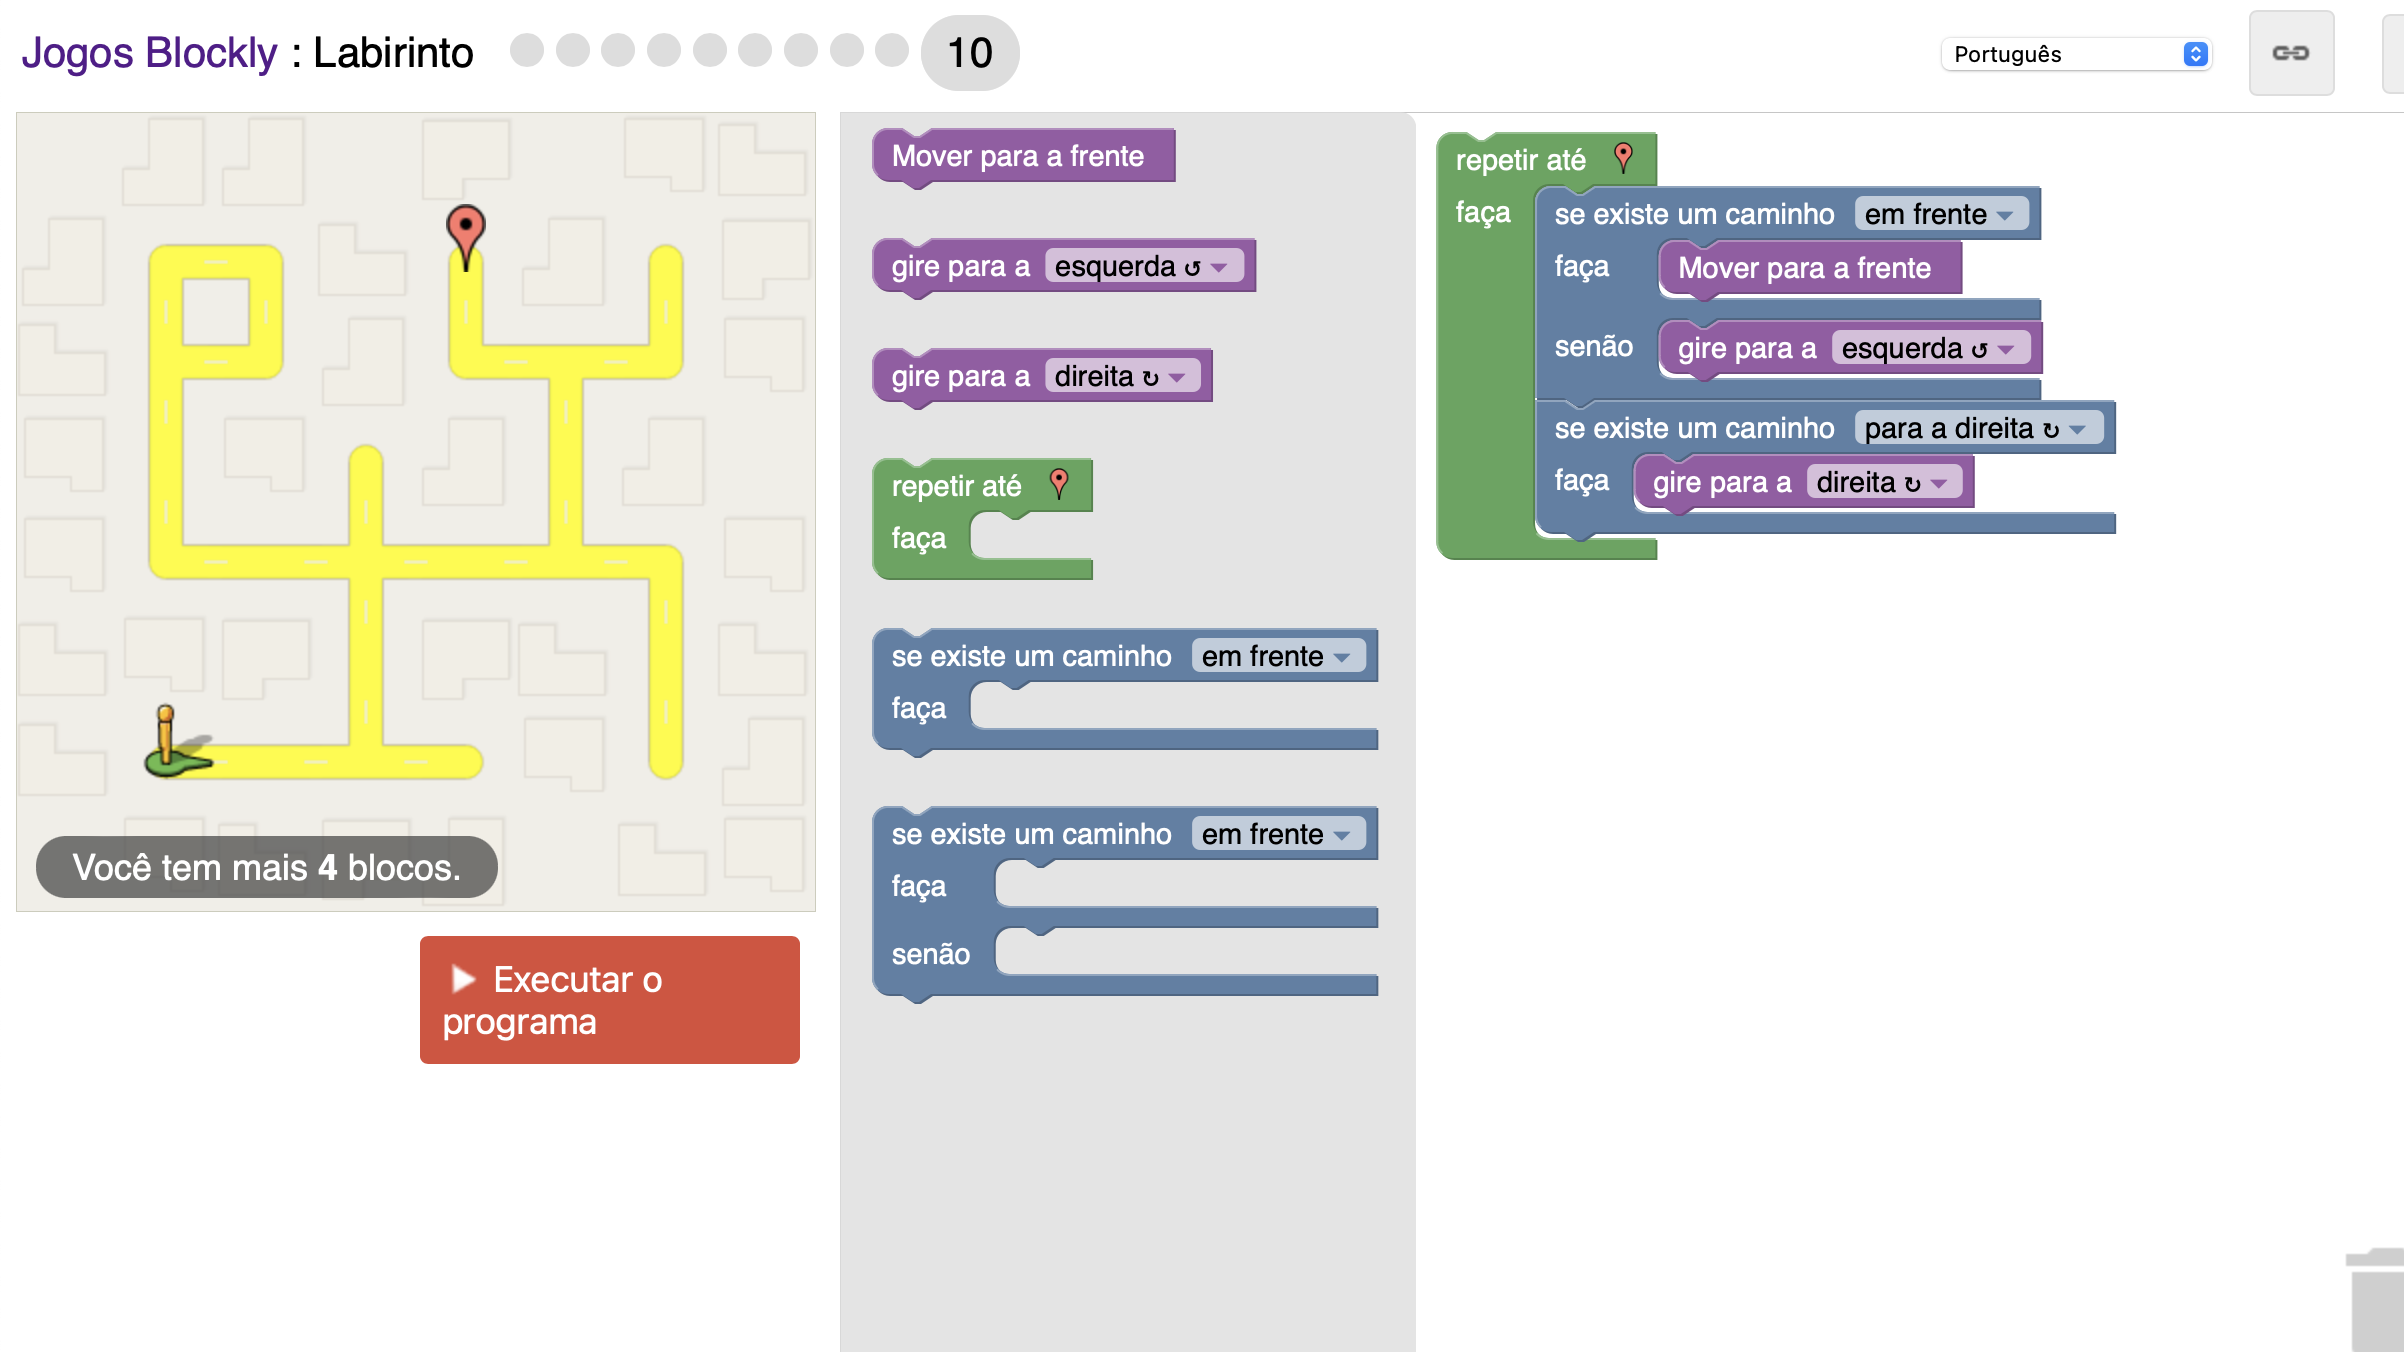 Jogos Blockly : Labirinto 10 Português
Você tem mais 4 blocos.
Executar o
programa
Mover para a frente
gire para a esquerda ↺
gire para a direita ↻
repetir até
faça
se existe um caminho em frente
faça
se existe um caminho em frente
faça
senão
repetir até
faça
se existe um caminho em frente
faça Mover para a frente
senão gire para a esquerda ↺
se existe um caminho para a direita ↻
faça gire para a direita ↻